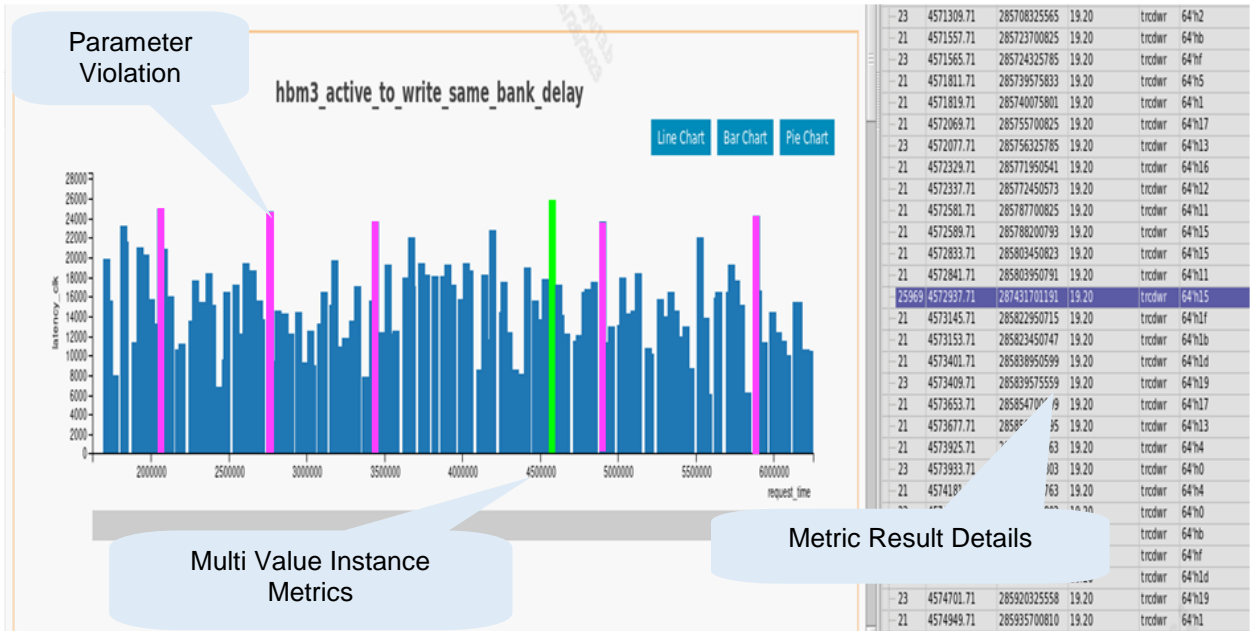 Parameter
Violation
hbm3_active_to_write_same_bank_delay
Line Chart Bar Chart Pie Chart
latency_clk
28000
26000
24000
22000
20000
18000
16000
14000
12000
10000
8000
6000
4000
2000
0
2000000 2500000 3000000 3500000 4000000 4500000 5000000 5500000 6000000
request_time
Multi Value Instance
Metrics
Metric Result Details
23 4571309.71 285708325565 19.20 trcdwr 64'h2
21 4571557.71 285723700825 19.20 trcdwr 64'hb
23 4571565.71 285724325785 19.20 trcdwr 64'hf
21 4571811.71 285739575833 19.20 trcdwr 64'h5
21 4571819.71 285740075801 19.20 trcdwr 64'h1
21 4572069.71 285755700825 19.20 trcdwr 64'h17
23 4572077.71 285756325785 19.20 trcdwr 64'h13
21 4572329.71 285771950541 19.20 trcdwr 64'h16
21 4572337.71 285772450573 19.20 trcdwr 64'h12
21 4572581.71 285787700825 19.20 trcdwr 64'h11
21 4572589.71 285788200793 19.20 trcdwr 64'h15
21 4572833.71 285803450823 19.20 trcdwr 64'h15
21 4572841.71 285803950791 19.20 trcdwr 64'h11
25969 4572937.71 287431701191 19.20 trcdwr 64'h15
21 4573145.71 285822950715 19.20 trcdwr 64'h1f
21 4573153.71 285823450747 19.20 trcdwr 64'h1b
21 4573401.71 285838950599 19.20 trcdwr 64'h1d
23 4573409.71 285839575559 19.20 trcdwr 64'h19
21 4573653.71 19.20 trcdwr 64'h17
21 4573677.71 19.20 trcdwr 64'h13
21 4573925.71 19.20 trcdwr 64'h4
23 4573933.71 19.20 trcdwr 64'h0
21 19.20 trcdwr 64'h4
trcdwr 64'h0
trcdwr 64'hb
trcdwr 64'hf
trcdwr 64'h1d
23 4574701.71 285920325558 19.20 trcdwr 64'h19
21 4574949.71 285935700810 19.20 trcdwr 64'h1